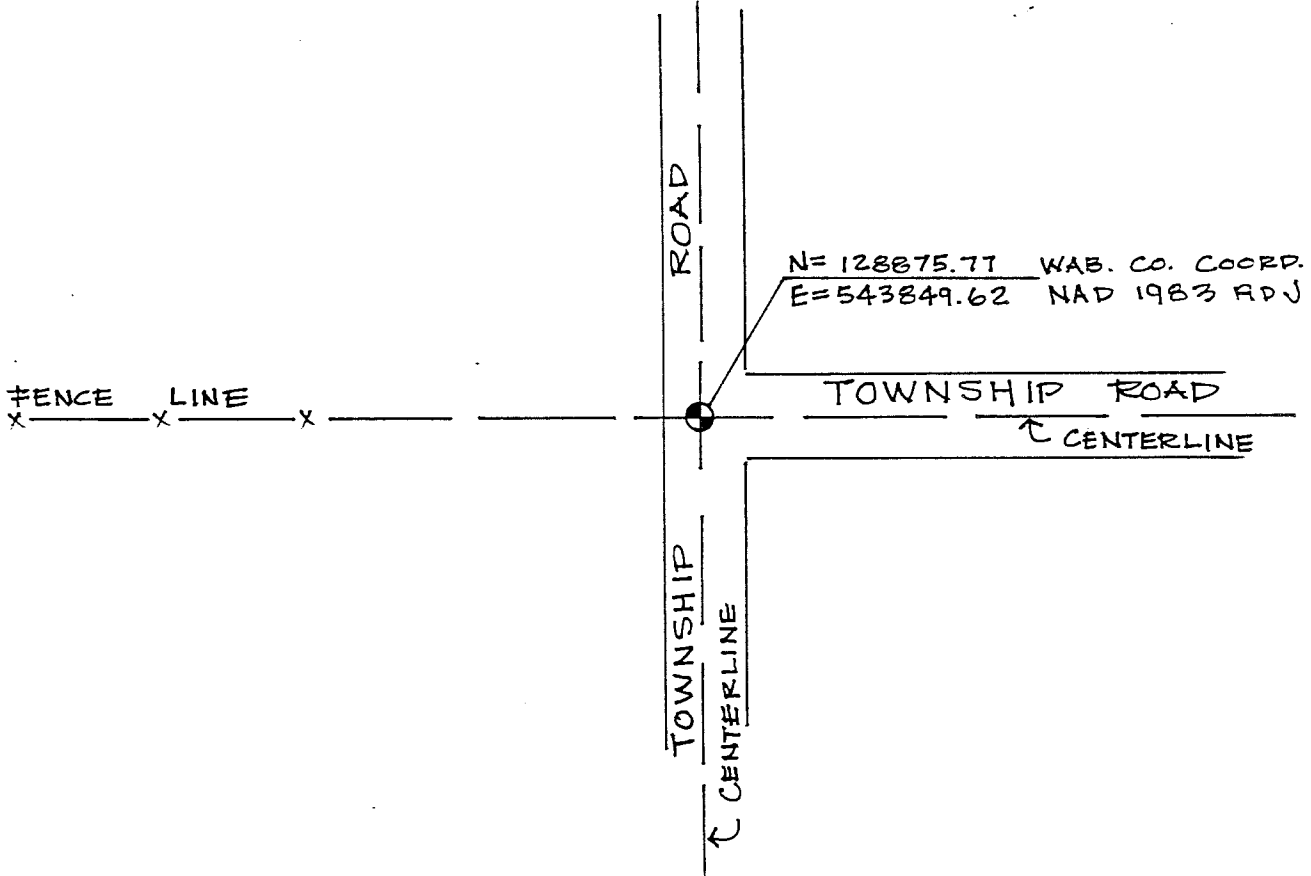 ROAD
N= 128875.77 WAB. CO. COORD.
E=543849.62 NAD 1983 ADJ
FENCE LINE
X X X
TOWNSHIP ROAD
CENTERLINE
TOWNSHIP
CENTERLINE